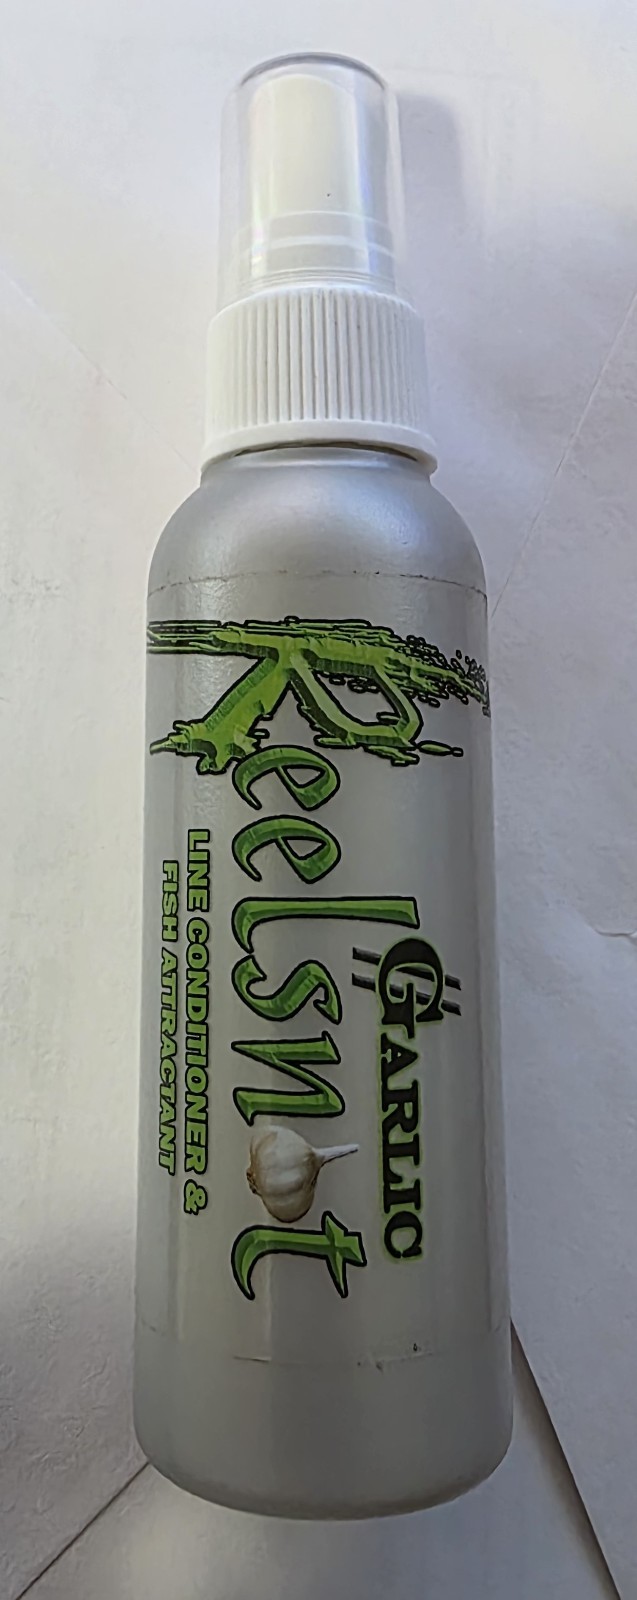 GARLIC
Reelsnot
LINE CONDITIONER &
FISH ATTRACTANT